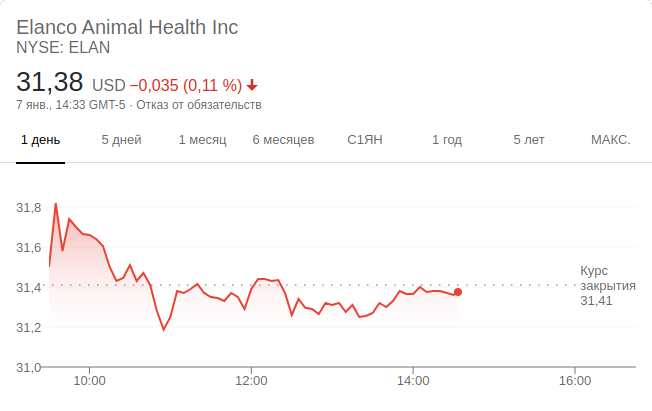 Elanco Animal Health Inc
NYSE: ELAN
31,38 USD −0,035 (0,11 %)
7 янв., 14:33 GMT-5 · Отказ от обязательств
1 день 5 дней 1 месяц 6 месяцев С1ЯН 1 год 5 лет МАКС.
31,8
31,6
31,4
31,2
31,0
Курс
закрытия
31,41
10:00 12:00 14:00 16:00